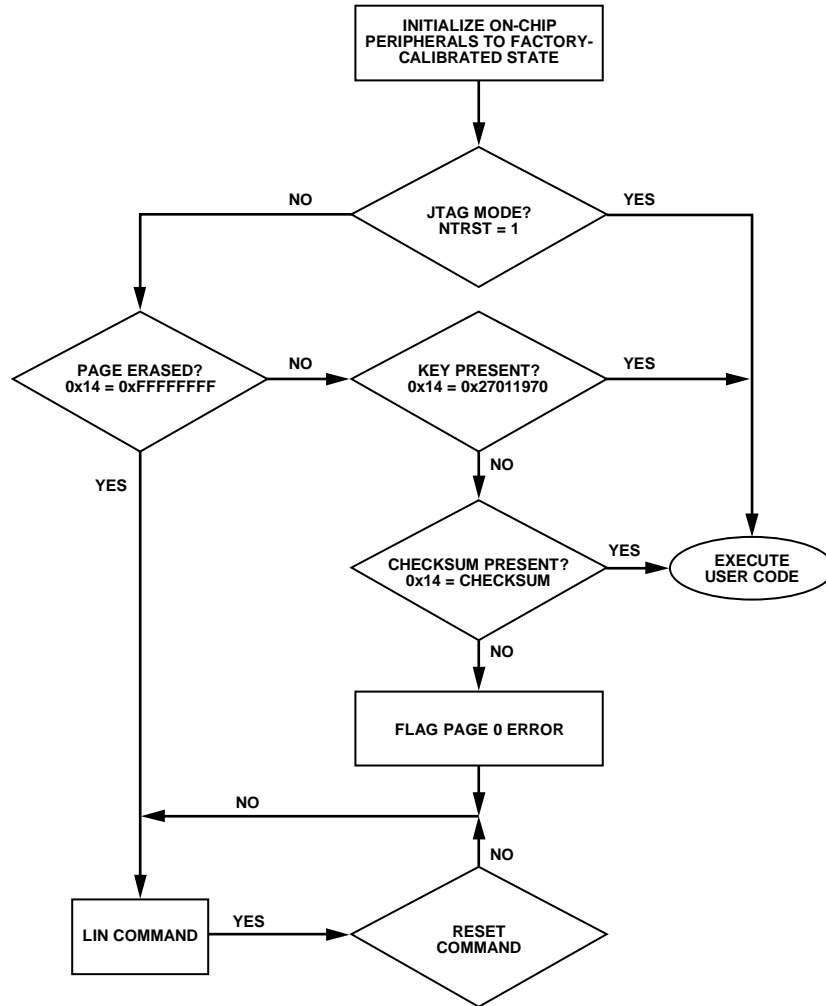 INITIALIZE ON-CHIP
PERIPHERALS TO FACTORY-
CALIBRATED STATE
NO
JTAG MODE?
NTRST = 1
YES
PAGE ERASED?
0x14 = 0xFFFFFFFF
NO
KEY PRESENT?
0x14 = 0x27011970
YES
NO
YES
CHECKSUM PRESENT?
0x14 = CHECKSUM
YES
EXECUTE
USER CODE
NO
FLAG PAGE 0 ERROR
NO
NO
LIN COMMAND
YES
RESET
COMMAND